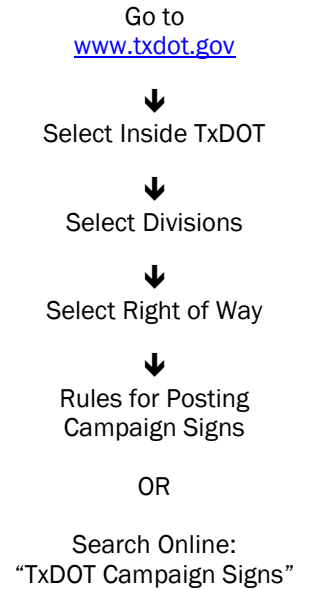 Go to
www.txdot.gov
🡻
Select Inside TxDOT
🡻
Select Divisions
🡻
Select Right of Way
🡻
Rules for Posting
Campaign Signs
OR
Search Online:
“TxDOT Campaign Signs”